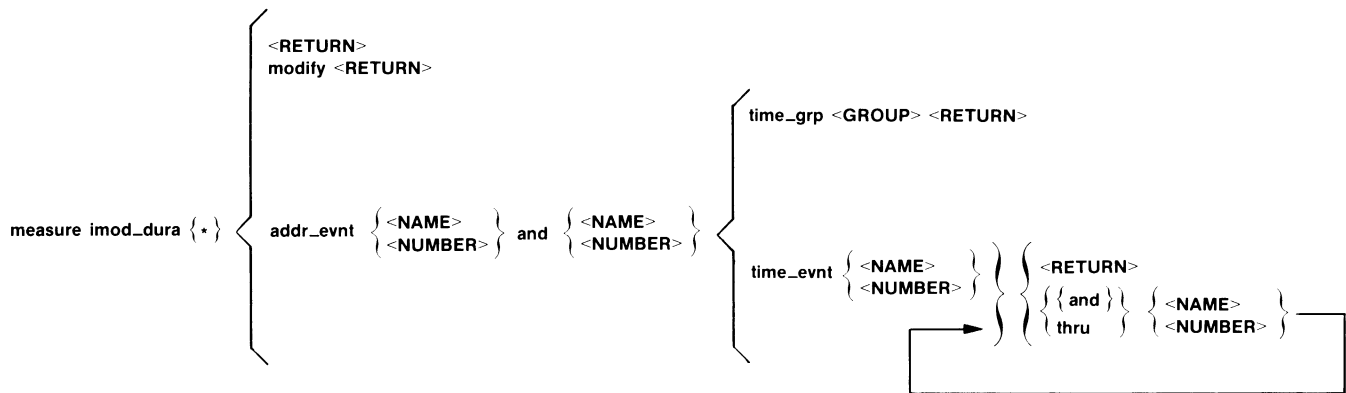 <RETURN>
modify <RETURN>
time_grp <GROUP> <RETURN>
measure imod_dura {*} addr_evnt {<NAME> <NUMBER>} and {<NAME> <NUMBER>}
time_evnt {<NAME> <NUMBER>} <RETURN>
{and} thru {<NAME> <NUMBER>}